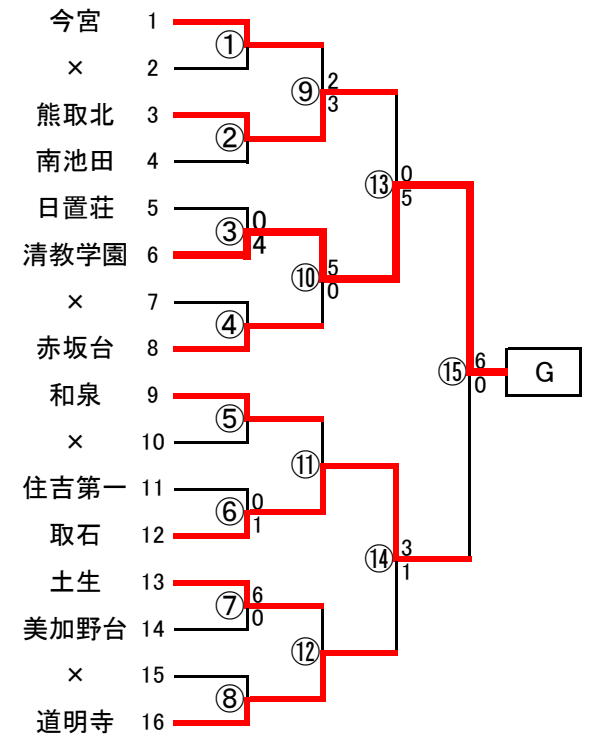 今宮 1
× 2
熊取北 3
南池田 4
日置荘 5
清教学園 6
× 7
赤坂台 8
和泉 9
× 10
住吉第一 11
取石 12
土生 13
美加野台 14
× 15
道明寺 16
①
②
③ 0
4
④
⑤
⑥ 0
1
⑦ 6
0
⑧
⑨ 2
3
⑩ 5
0
⑪
⑫
⑬ 0
5
⑭ 3
1
⑮ 6
0
G